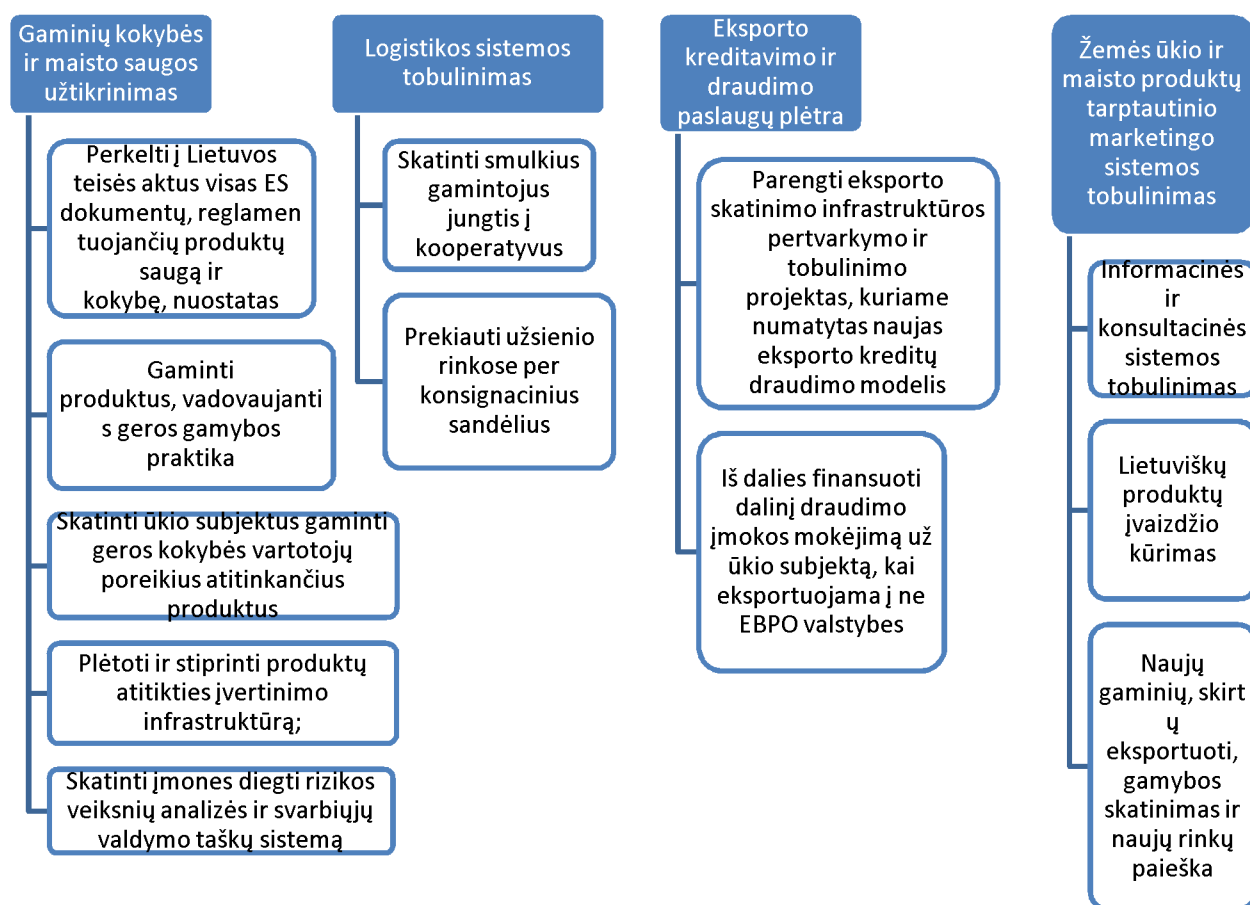 Gaminių kokybės
ir maisto saugos
užtikrinimas
Perkelti į Lietuvos
teisės aktus visas ES
dokumentų, reglamen
tuojančių produktų
saugą ir
kokybę, nuostatas
Gaminti
produktus, vadovaujanti
s geros gamybos
praktika
Skatinti ūkio subjektus gaminti
geros kokybės vartotojų
poreikius atitinkančius
produktus
Plėtoti ir stiprinti produktų
atitikties įvertinimo
infrastruktūrą;
Skatinti įmones diegti rizikos
veiksnių analizės ir svarbiųjų
valdymo taškų sistemą
Logistikos sistemos
tobulinimas
Skatinti smulkius
gamintojus
jungtis į
kooperatyvus
Prekiauti užsienio
rinkose per
konsignacinius
sandėlius
Eksporto
kreditavimo ir
draudimo
paslaugų plėtra
Parengti eksporto
skatinimo infrastruktūros
pertvarkymo ir
tobulinimo
projektas, kuriame
numatytas naujas
eksporto kreditų
draudimo modelis
Iš dalies finansuoti
dalinį draudimo
įmokos mokėjimą už
ūkio subjektą, kai
eksportuojama į ne
EBPO valstybes
Žemės ūkio ir
maisto produktų
tarptautinio
marketingo
sistemos
tobulinimas
Informacinės
ir
konsultacinės
sistemos
tobulinimas
Lietuviškų
produktų
įvaizdžio
kūrimas
Naujų
gaminių, skirt
ų
eksportuoti,
gamybos
skatinimas ir
naujų rinkų
paieška